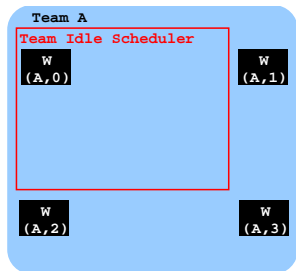 Team A
Team Idle Scheduler
W
(A,0)
W
(A,1)
W
(A,2)
W
(A,3)